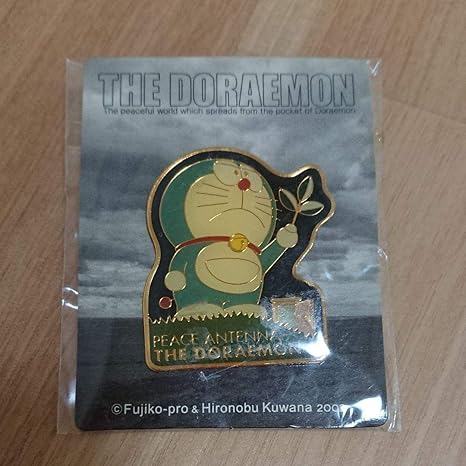 THE DORAEMON
The peaceful world which spreads from the pocket of Doraemon
PEACE ANTENNA
THE DORAEMON
©Fujiko-pro & Hironobu Kuwana